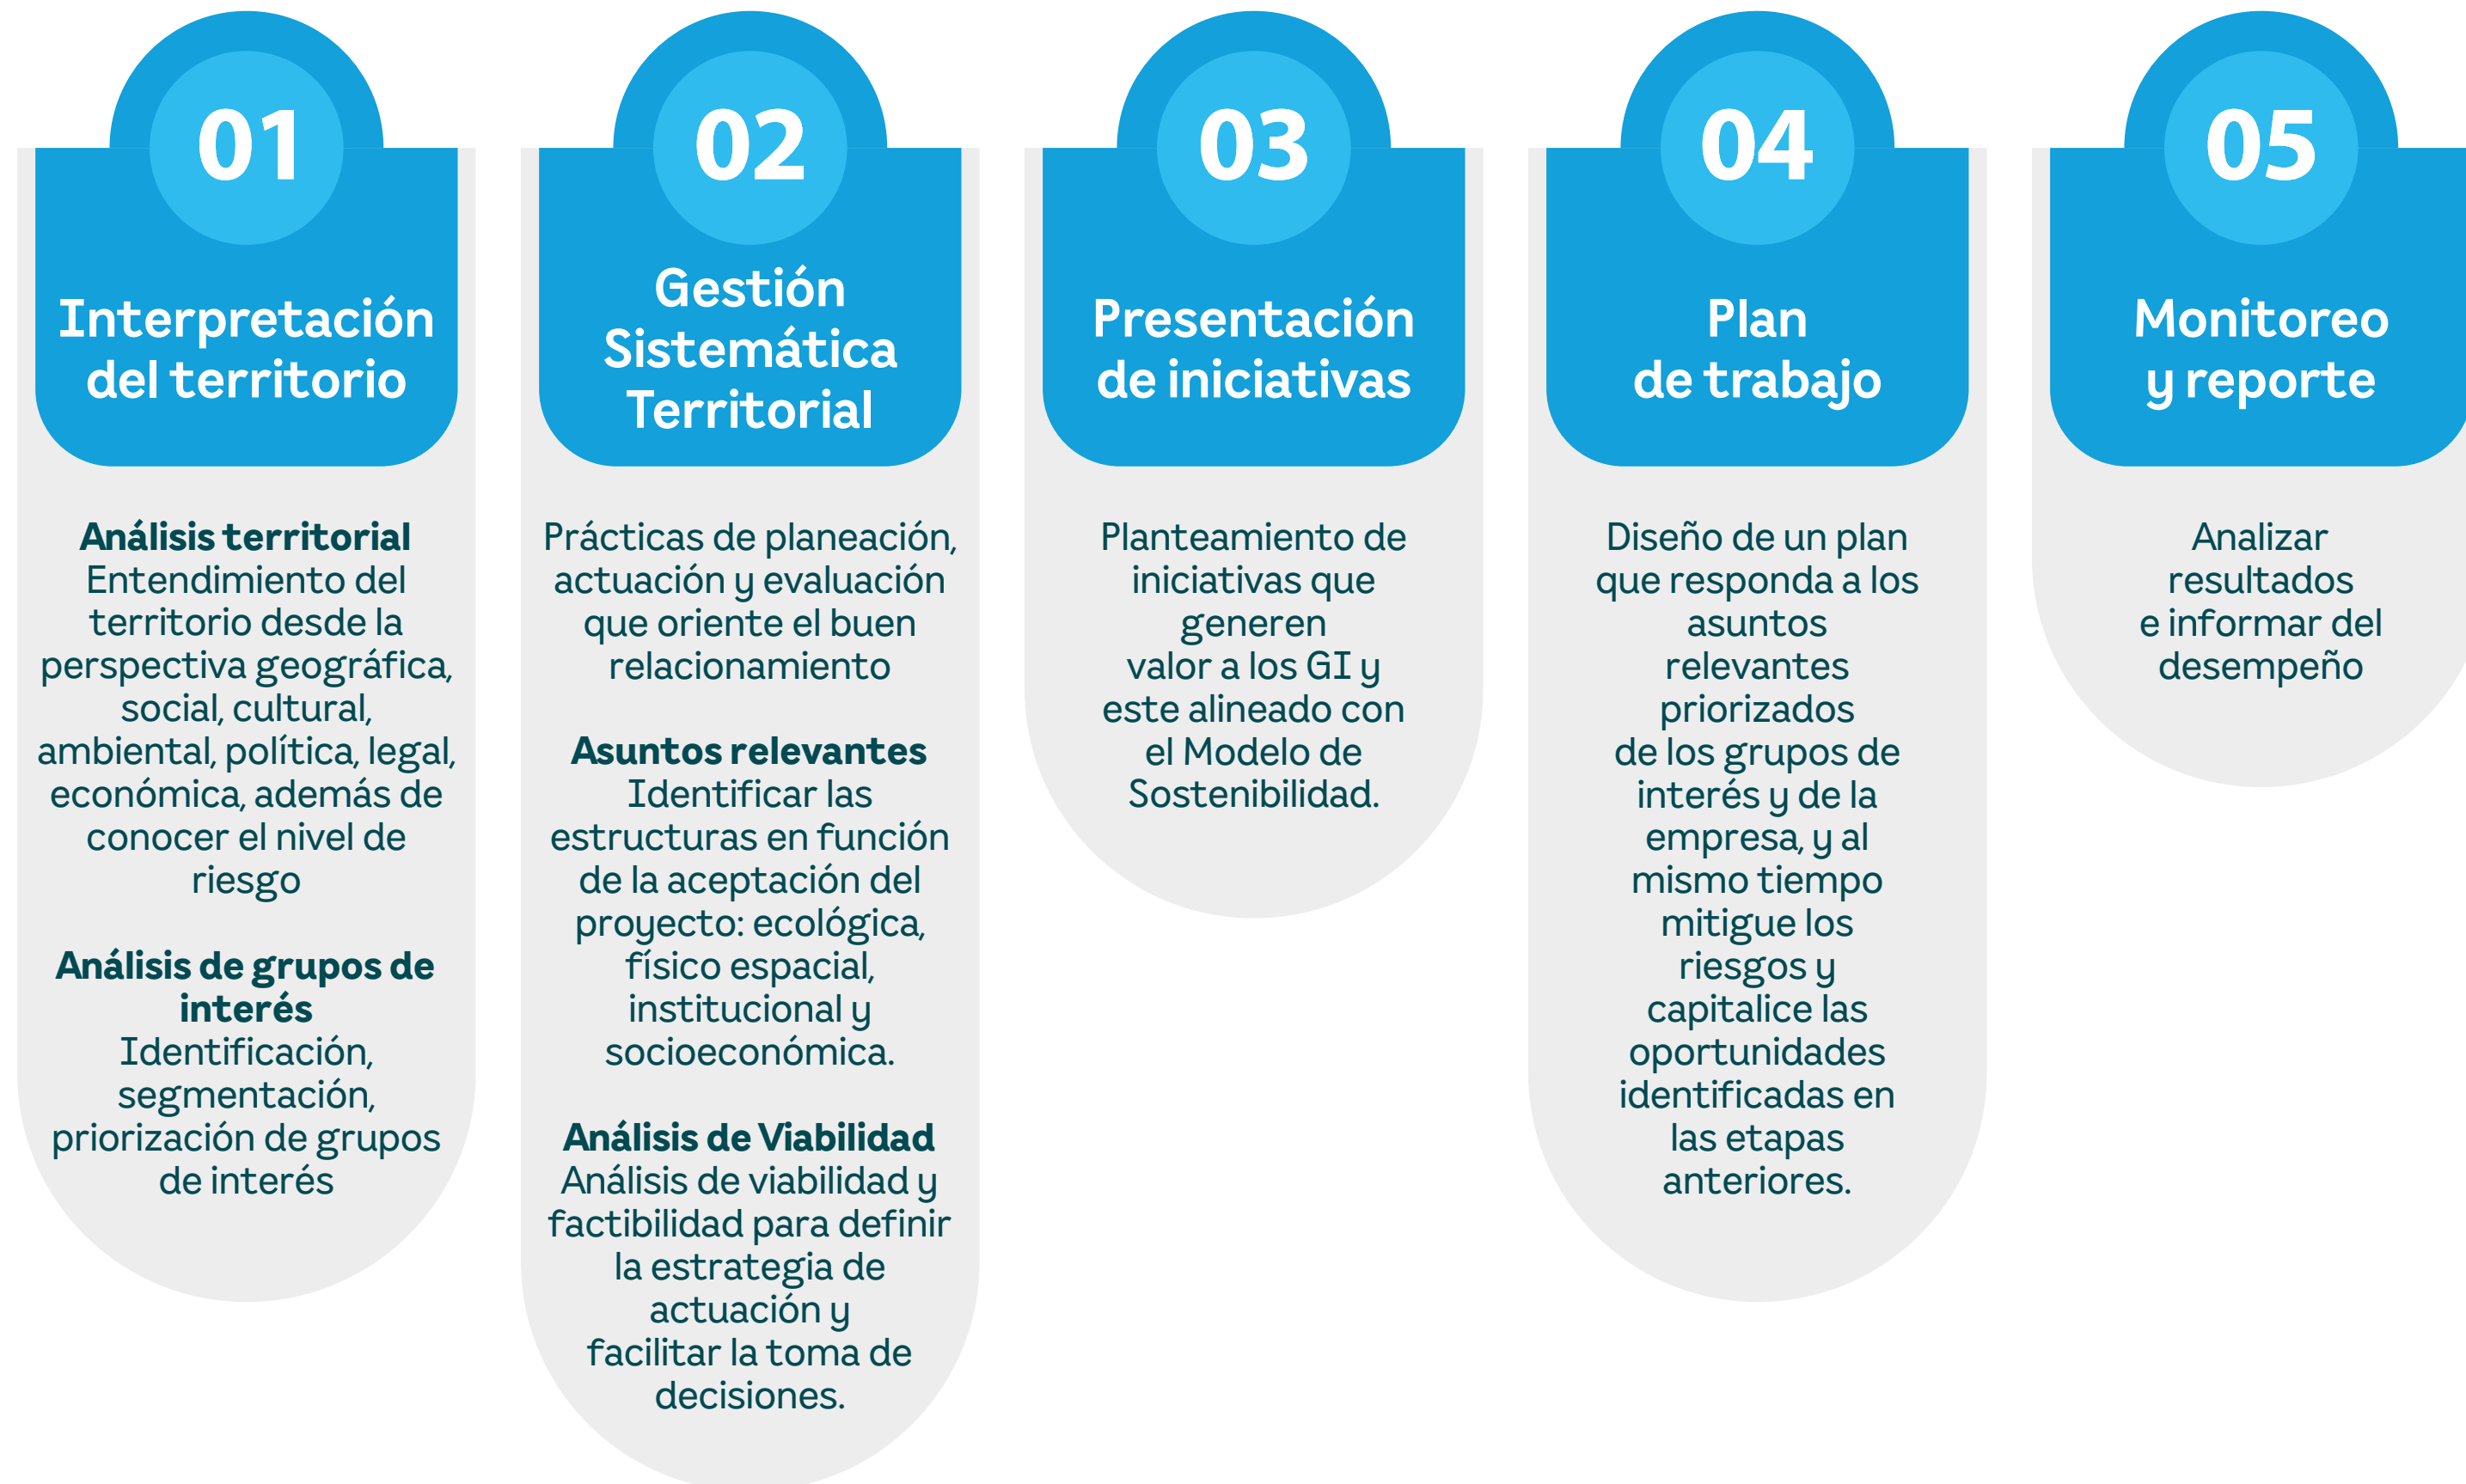 01
Interpretación
del territorio
Análisis territorial
Entendimiento del
territorio desde la
perspectiva geográfica,
social, cultural,
ambiental, política, legal,
económica, además de
conocer el nivel de
riesgo
Análisis de grupos de
interés
Identificación,
segmentación,
priorización de grupos
de interés
02
Gestión
Sistemática
Territorial
Prácticas de planeación,
actuación y evaluación
que oriente el buen
relacionamiento
Asuntos relevantes
Identificar las
estructuras en función
de la aceptación del
proyecto: ecológica,
físico espacial,
institucional y
socioeconómica.
Análisis de Viabilidad
Análisis de viabilidad y
factibilidad para definir
la estrategia de
actuación y
facilitar la toma de
decisiones.
03
Presentación
de iniciativas
Planteamiento de
iniciativas que
generen
valor a los GI y
este alineado con
el Modelo de
Sostenibilidad.
04
Plan
de trabajo
Diseño de un plan
que responda a los
asuntos
relevantes
priorizados
de los grupos de
interés y de la
empresa, y al
mismo tiempo
mitigue los
riesgos y
capitalice las
oportunidades
identificadas en
las etapas
anteriores.
05
Monitoreo
y reporte
Analizar
resultados
e informar del
desempeño